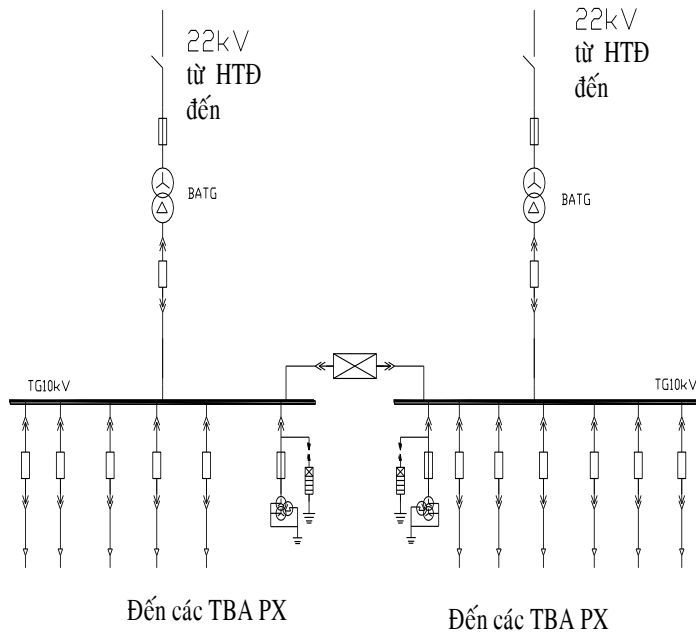 22kV
từ HTĐ
đến
22kV
từ HTĐ
đến
BATG
BATG
TG10kV
TG10kV
Đến các TBA PX
Đến các TBA PX